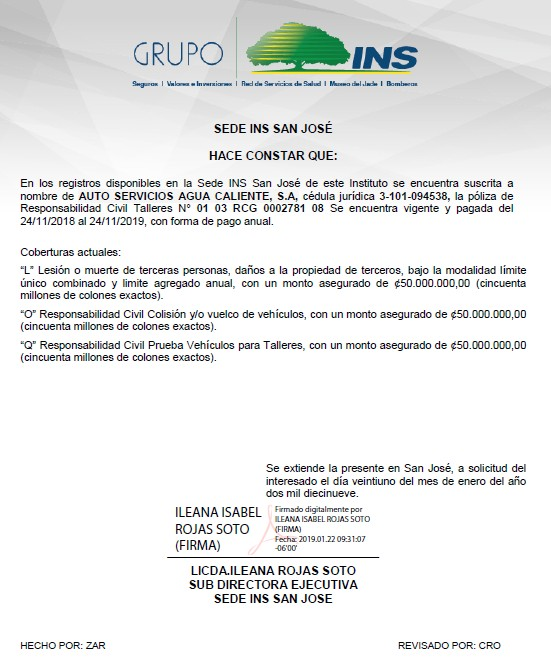 GRUPO INS
Seguros | Valores e Inversiones | Red de Servicios de Salud | Museo del Jade | Bomberos
SEDE INS SAN JOSÉ
HACE CONSTAR QUE:
En los registros disponibles en la Sede INS San José de este Instituto se encuentra suscrita a
nombre de AUTO SERVICIOS AGUA CALIENTE, S.A, cédula jurídica 3-101-094538, la póliza de
Responsabilidad Civil Talleres N° 01 03 RCG 0002781 08 Se encuentra vigente y pagada del
24/11/2018 al 24/11/2019, con forma de pago anual.
Coberturas actuales:
“L” Lesión o muerte de terceras personas, daños a la propiedad de terceros, bajo la modalidad límite
único combinado y limite agregado anual, con un monto asegurado de ¢50.000.000,00 (cincuenta
millones de colones exactos).
“O” Responsabilidad Civil Colisión y/o vuelco de vehículos, con un monto asegurado de ¢50.000.000,00
(cincuenta millones de colones exactos).
“Q” Responsabilidad Civil Prueba Vehículos para Talleres, con un monto asegurado de ¢50.000.000,00
(cincuenta millones de colones exactos).
Se extiende la presente en San José, a solicitud del
interesado el día veintiuno del mes de enero del año
dos mil diecinueve.
ILEANA ISABEL
ROJAS SOTO
(FIRMA)
Firmado digitalmente por
ILEANA ISABEL ROJAS SOTO
(FIRMA)
Fecha: 2019.01.22 09:31:07
-06'00'
LICDA.ILEANA ROJAS SOTO
SUB DIRECTORA EJECUTIVA
SEDE INS SAN JOSE
HECHO POR: ZAR
REVISADO POR: CRO